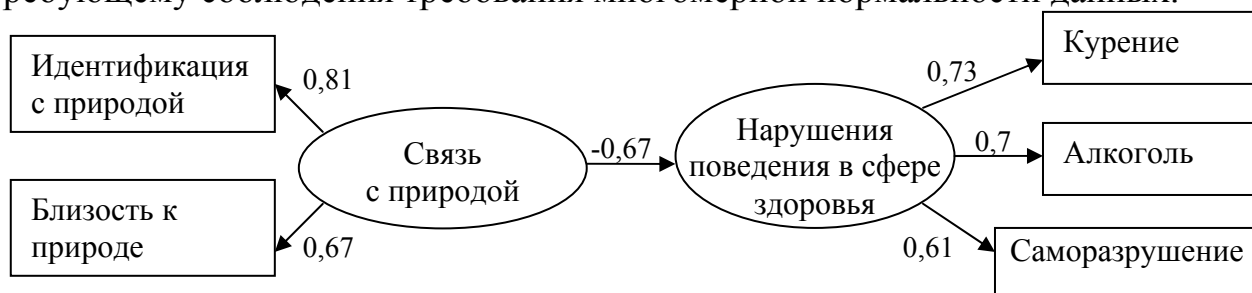 ребующему соблюдения требования многомерной нормальности данных.
Идентификация
с природой
0,81
Близость к
природе
0,67
Связь
с природой
-0,67
Нарушения
поведения в сфере
здоровья
0,73
Курение
0,7
Алкоголь
0,61
Саморазрушение